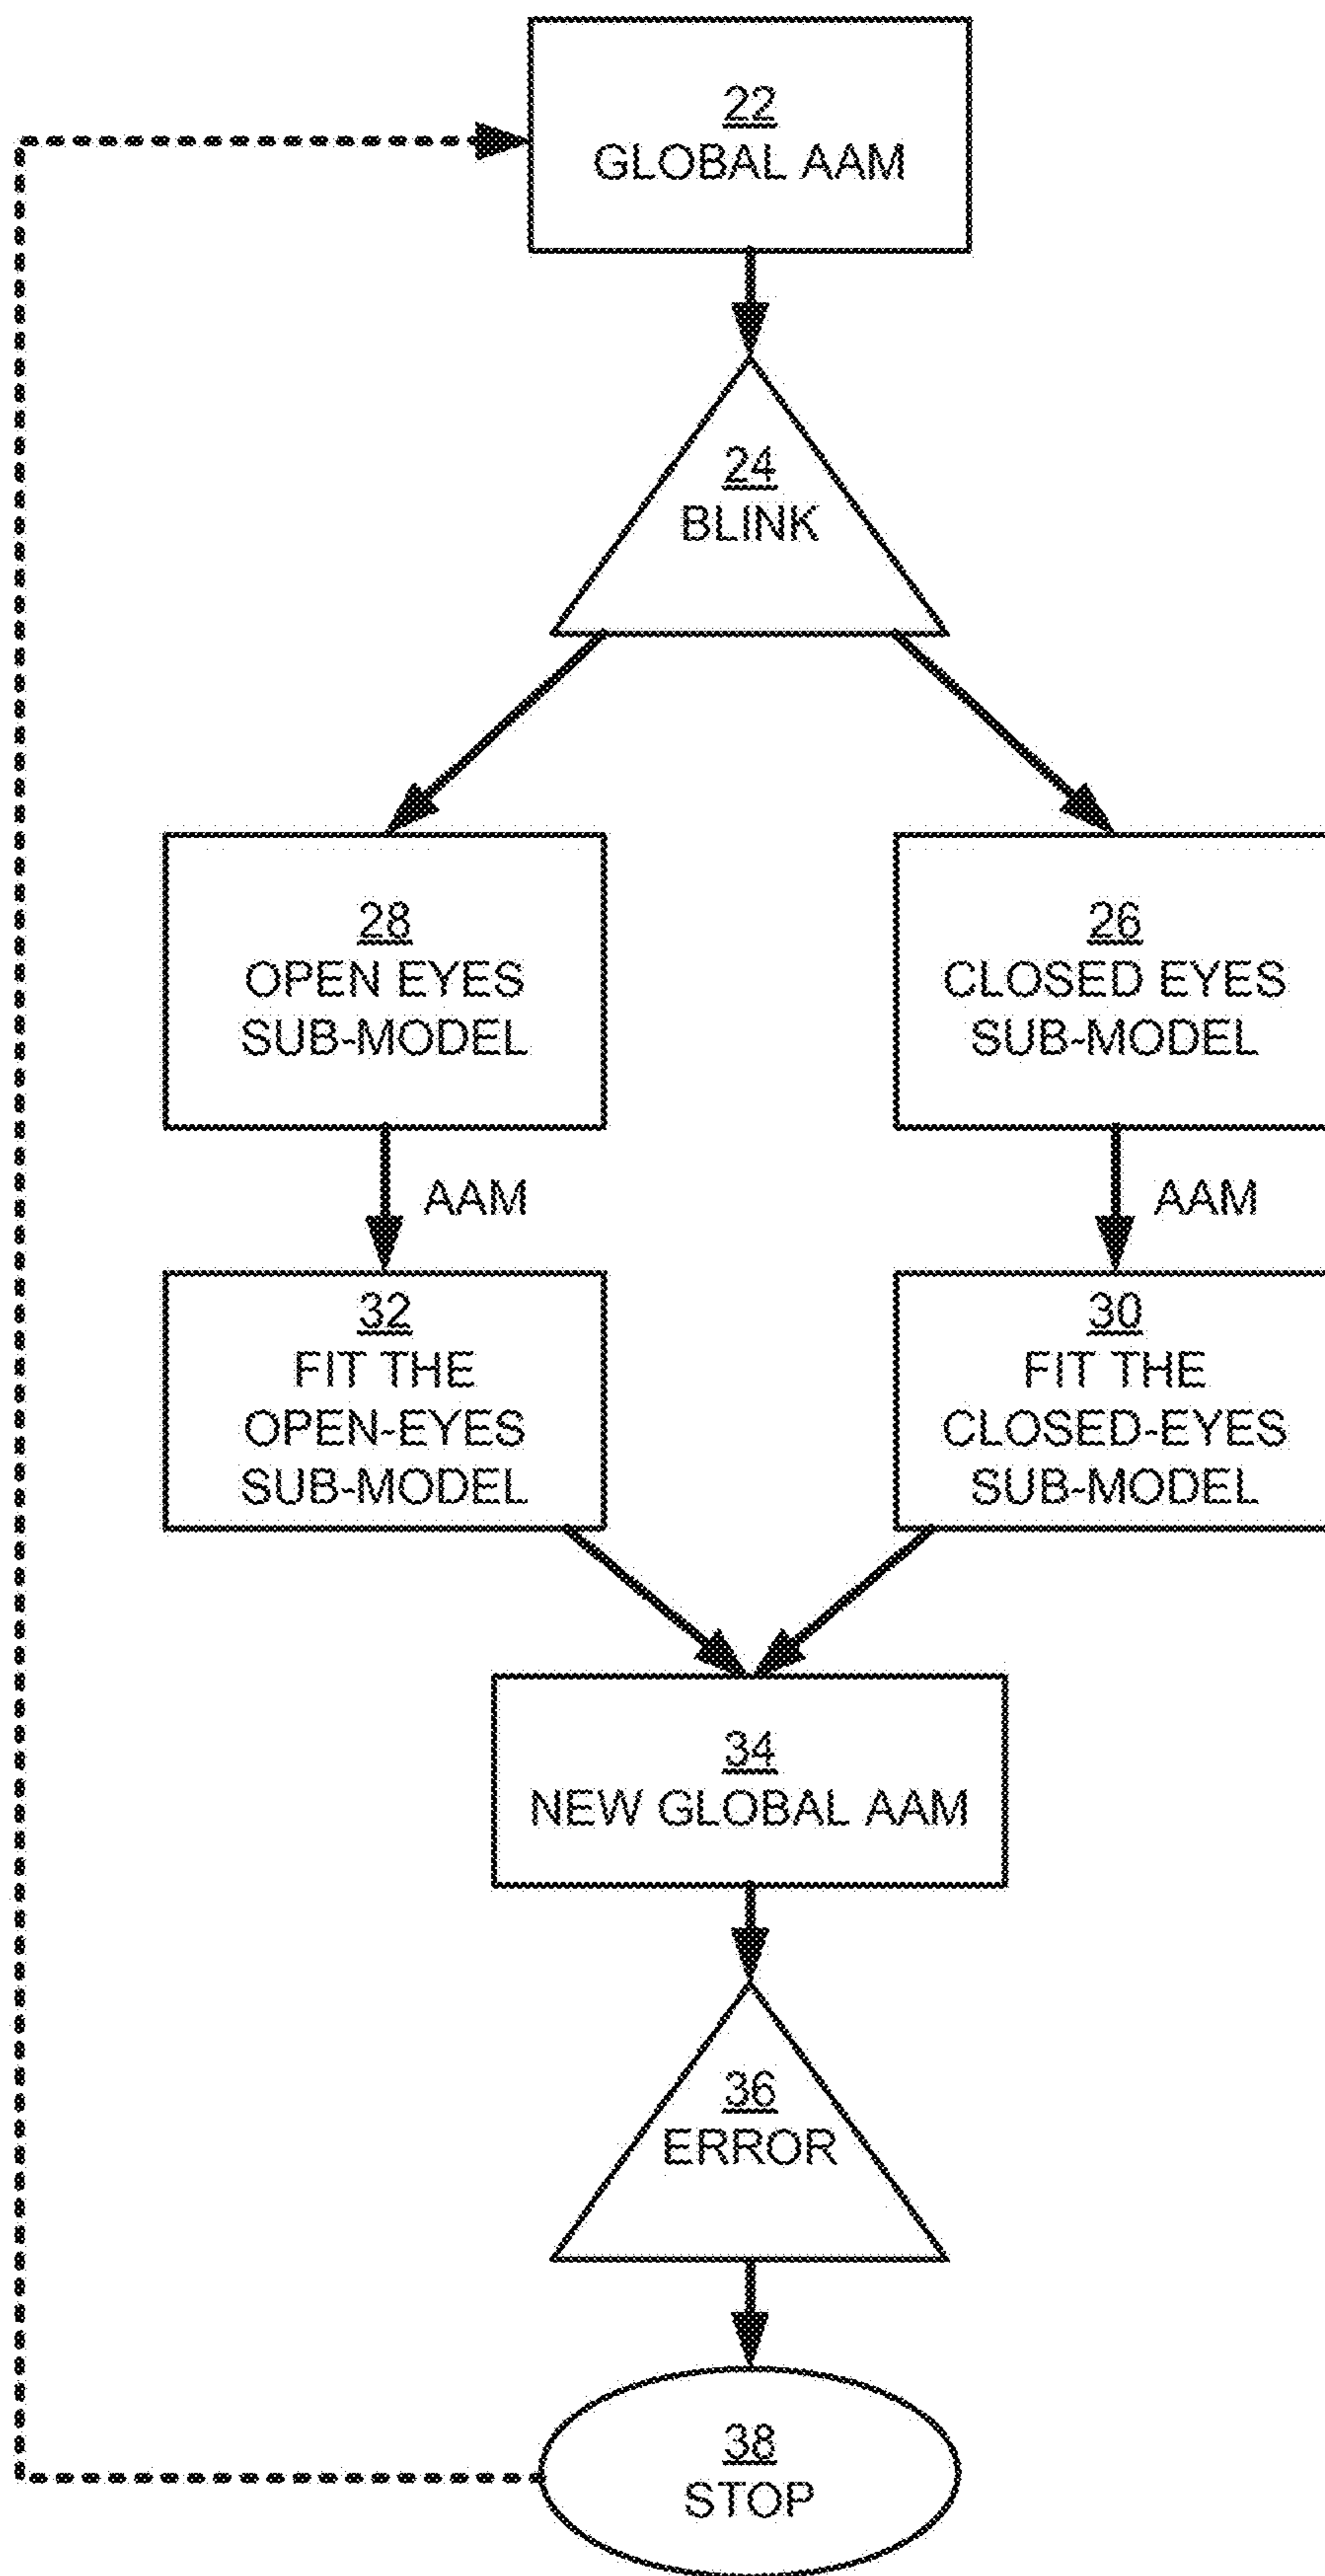 22
GLOBAL AAM
24
BLINK
28
OPEN EYES
SUB-MODEL
26
CLOSED EYES
SUB-MODEL
AAM
AAM
32
FIT THE
OPEN-EYES
SUB-MODEL
30
FIT THE
CLOSED-EYES
SUB-MODEL
34
NEW GLOBAL AAM
36
ERROR
38
STOP